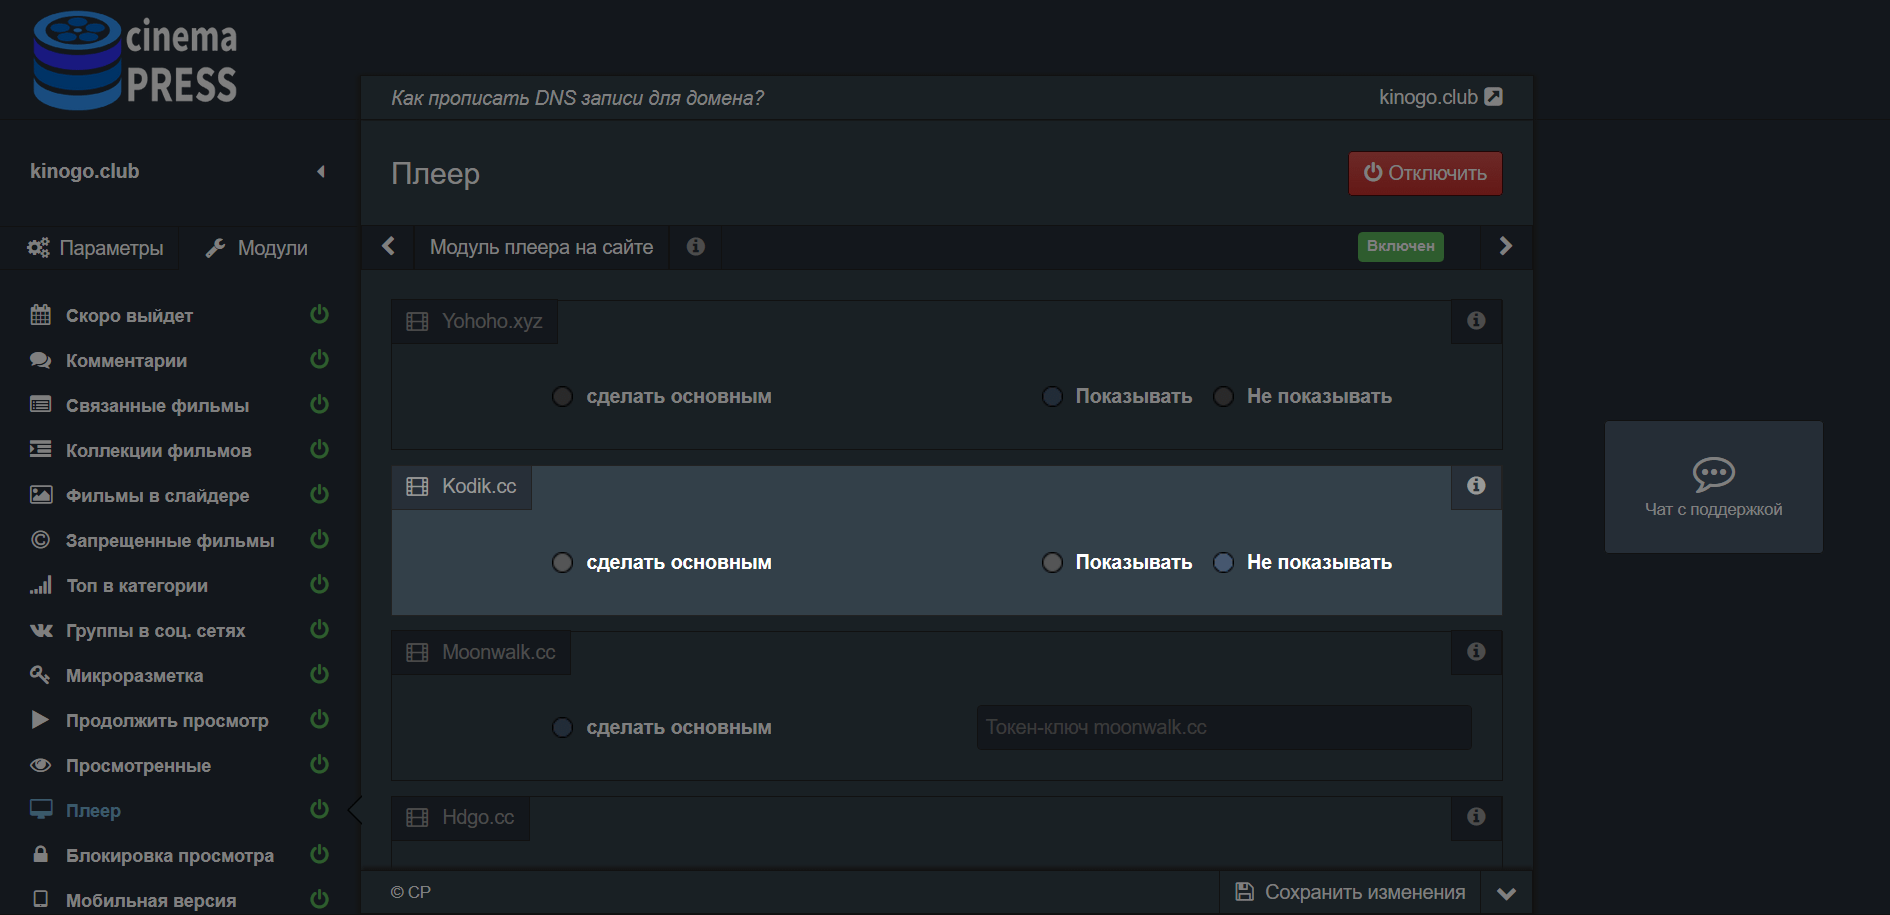 cinema
PRESS
Как прописать DNS записи для домена?
kinogo.club
kinogo.club
Плеер
Отключить
Параметры
Модули
Модуль плеера на сайте
Включен
Скоро выйдет
Комментарии
Связанные фильмы
Коллекции фильмов
Фильмы в слайдере
Запрещенные фильмы
Топ в категории
Группы в соц. сетях
Микроразметка
Продолжить просмотр
Просмотренные
Плеер
Блокировка просмотра
Мобильная версия
Yohoho.xyz
сделать основным
Показывать
Не показывать
Kodik.cc
сделать основным
Показывать
Не показывать
Moonwalk.cc
сделать основным
Токен-ключ moonwalk.cc
Hdgo.cc
© CP
Сохранить изменения
Чат с поддержкой